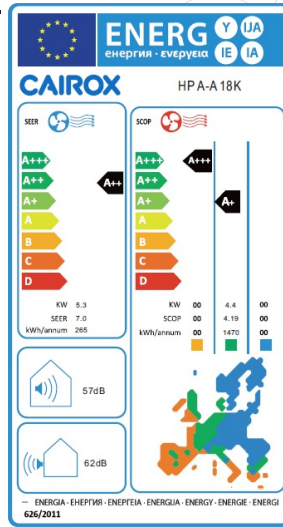 ENERG Y IJA
енергия · ενεργεια IE IA
CAIROX HP A-A 18K
SEER SCOP
A+++ A+++ A+++
A++ A++ A++
A+ A+ A+
A A
B B
C C
D D
KW 5.3 KW 00 4.4 00
SEER 7.0 SCOP 00 4.19 00
kWh/annum 265 kWh/annum 00 1470 00
57dB
62dB
— ENERGIA · ЕНЕРГИЯ · ΕΝΕΡΓΕΙΑ · ENERGIJA · ENERGY · ENERGIE · ENERGI
626/2011